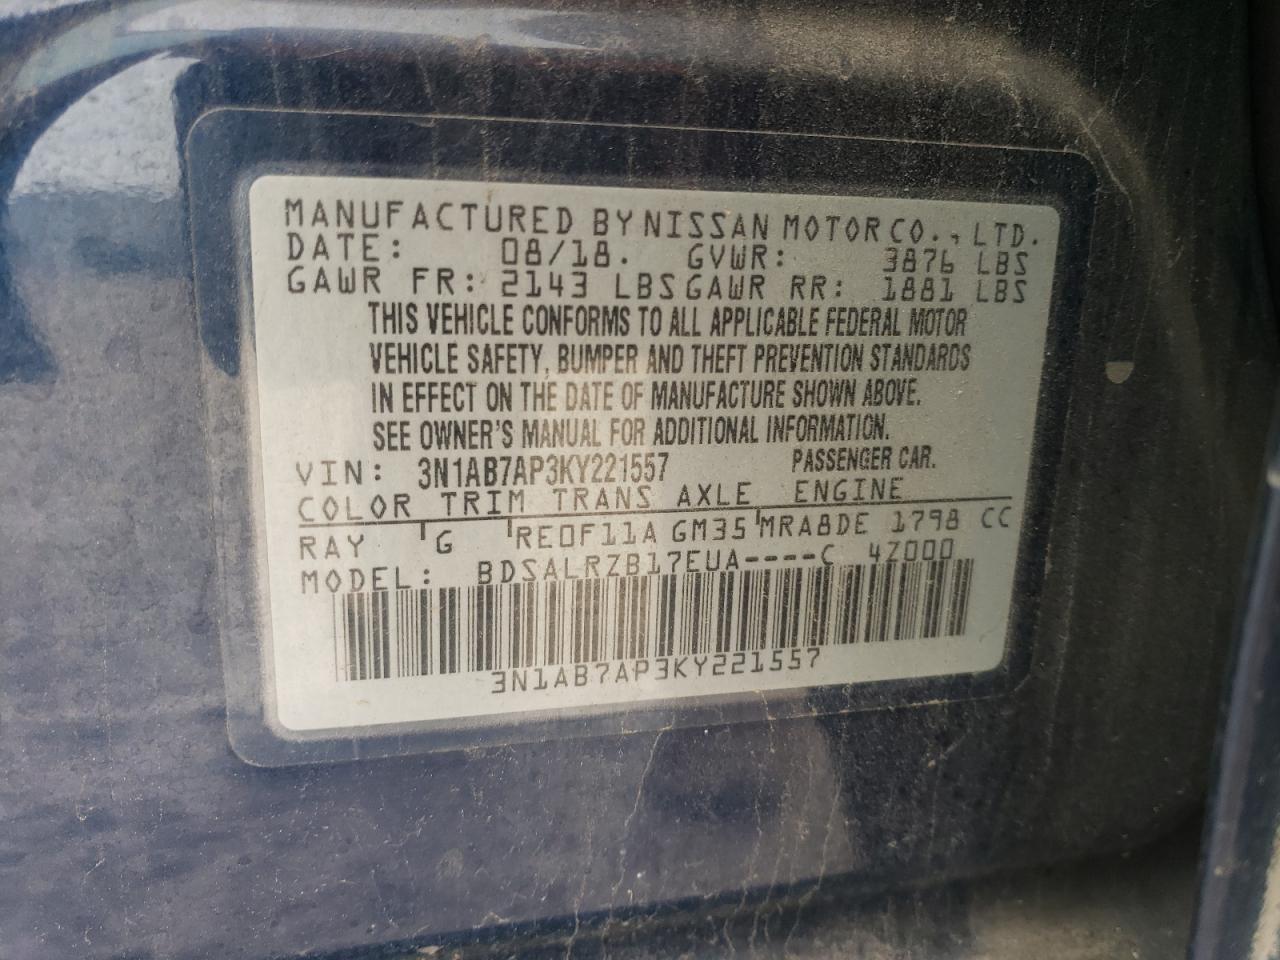 MANUFACTURED BY NISSAN MOTOR CO., LTD.
DATE: 08/18. GVWR: 3876 LBS
GAWR FR: 2143 LBS GAWR RR: 1881 LBS
THIS VEHICLE CONFORMS TO ALL APPLICABLE FEDERAL MOTOR
VEHICLE SAFETY, BUMPER AND THEFT PREVENTION STANDARDS
IN EFFECT ON THE DATE OF MANUFACTURE SHOWN ABOVE.
SEE OWNER'S MANUAL FOR ADDITIONAL INFORMATION.
VIN: 3N1AB7AP3KY221557 PASSENGER CAR.
COLOR TRIM TRANS AXLE ENGINE
RAY G RE0F11A GM35 MRA8DE 1798 CC
MODEL: BDSALRZB17EUA----C 4Z000
3N1AB7AP3KY221557